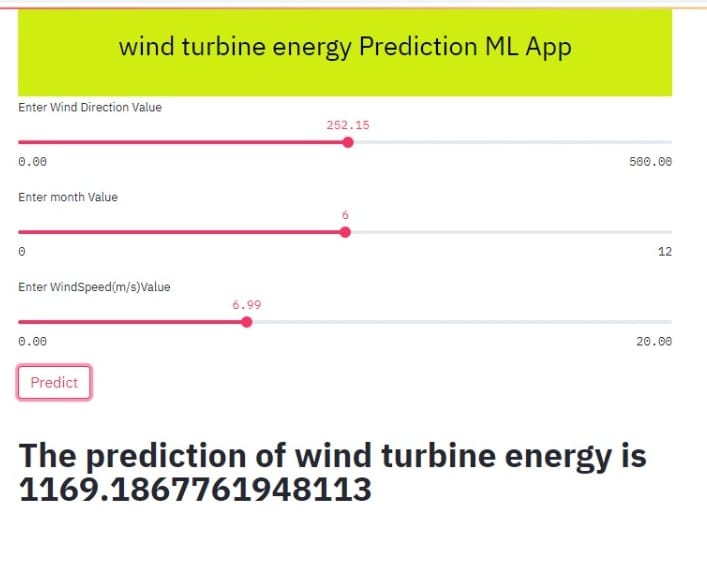 wind turbine energy Prediction ML App
Enter Wind Direction Value
252.15
0.00 500.00
Enter month Value
6
0 12
Enter WindSpeed(m/s)Value
6.99
0.00 20.00
Predict
The prediction of wind turbine energy is
1169.1867761948113